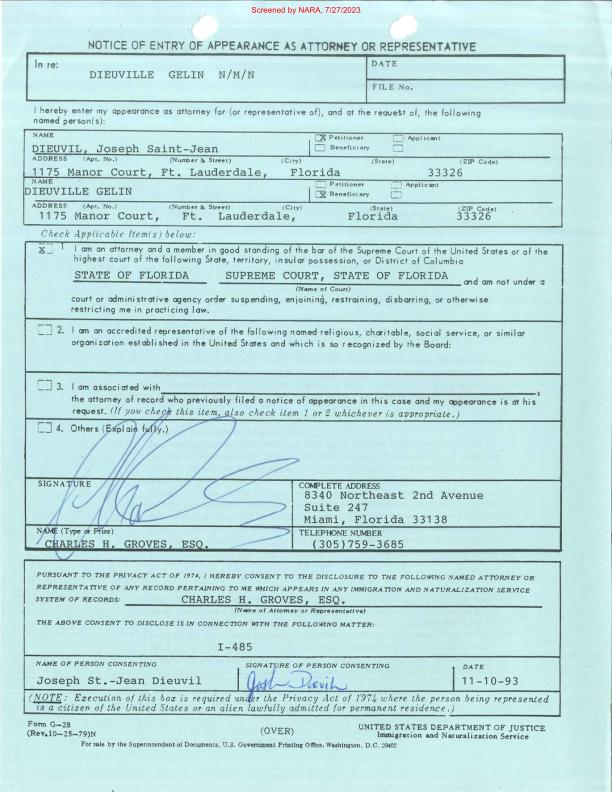 Screened by NARA, 7/27/2023
NOTICE OF ENTRY OF APPEARANCE AS ATTORNEY OR REPRESENTATIVE
In re:
DIEUVILLE GELIN N/M/N
DATE
FILE No.
I hereby enter my appearance as attorney for (or representative of), and at the request of, the following
named person(s):
NAME
X Petitioner Applicant
DIEUVIL, Joseph Saint-Jean
Beneficiary
ADDRESS (Apt. No.) (Number & Street) (City) (State) (ZIP Code)
1175 Manor Court, Ft. Lauderdale, Florida 33326
NAME
Petitioner Applicant
DIEUVILLE GELIN
X Beneficiary
ADDRESS (Apt. No.) (Number & Street) (City) (State) (ZIP Code)
1175 Manor Court, Ft. Lauderdale, Florida 33326
Check Applicable Item(s) below:
X 1 I am an attorney and a member in good standing of the bar of the Supreme Court of the United States or of the
highest court of the following State, territory, insular possession, or District of Columbia
STATE OF FLORIDA SUPREME COURT, STATE OF FLORIDA and am not under a
(Name of Court)
court or administrative agency order suspending, enjoining, restraining, disbarring, or otherwise
restricting me in practicing law.
2. I am an accredited representative of the following named religious, charitable, social service, or similar
organization established in the United States and which is so recognized by the Board:
3. I am associated with ,
the attorney of record who previously filed a notice of appearance in this case and my appearance is at his
request. (If you check this item, also check item 1 or 2 whichever is appropriate.)
4. Others (Explain fully.)
SIGNATURE
COMPLETE ADDRESS
8340 Northeast 2nd Avenue
Suite 247
Miami, Florida 33138
NAME (Type or Print)
CHARLES H. GROVES, ESQ.
TELEPHONE NUMBER
(305)759-3685
PURSUANT TO THE PRIVACY ACT OF 1974, I HEREBY CONSENT TO THE DISCLOSURE TO THE FOLLOWING NAMED ATTORNEY OR
REPRESENTATIVE OF ANY RECORD PERTAINING TO ME WHICH APPEARS IN ANY IMMIGRATION AND NATURALIZATION SERVICE
SYSTEM OF RECORDS: CHARLES H. GROVES, ESQ.
(Name of Attorney or Representative)
THE ABOVE CONSENT TO DISCLOSE IS IN CONNECTION WITH THE FOLLOWING MATTER:
I-485
NAME OF PERSON CONSENTING
Joseph St.-Jean Dieuvil
SIGNATURE OF PERSON CONSENTING
DATE
11-10-93
(NOTE: Execution of this box is required under the Privacy Act of 1974 where the person being represented
is a citizen of the United States or an alien lawfully admitted for permanent residence.)
Form G-28
(Rev.10-25-79)N
(OVER)
UNITED STATES DEPARTMENT OF JUSTICE
Immigration and Naturalization Service
For sale by the Superintendent of Documents, U.S. Government Printing Office, Washington, D.C. 20402